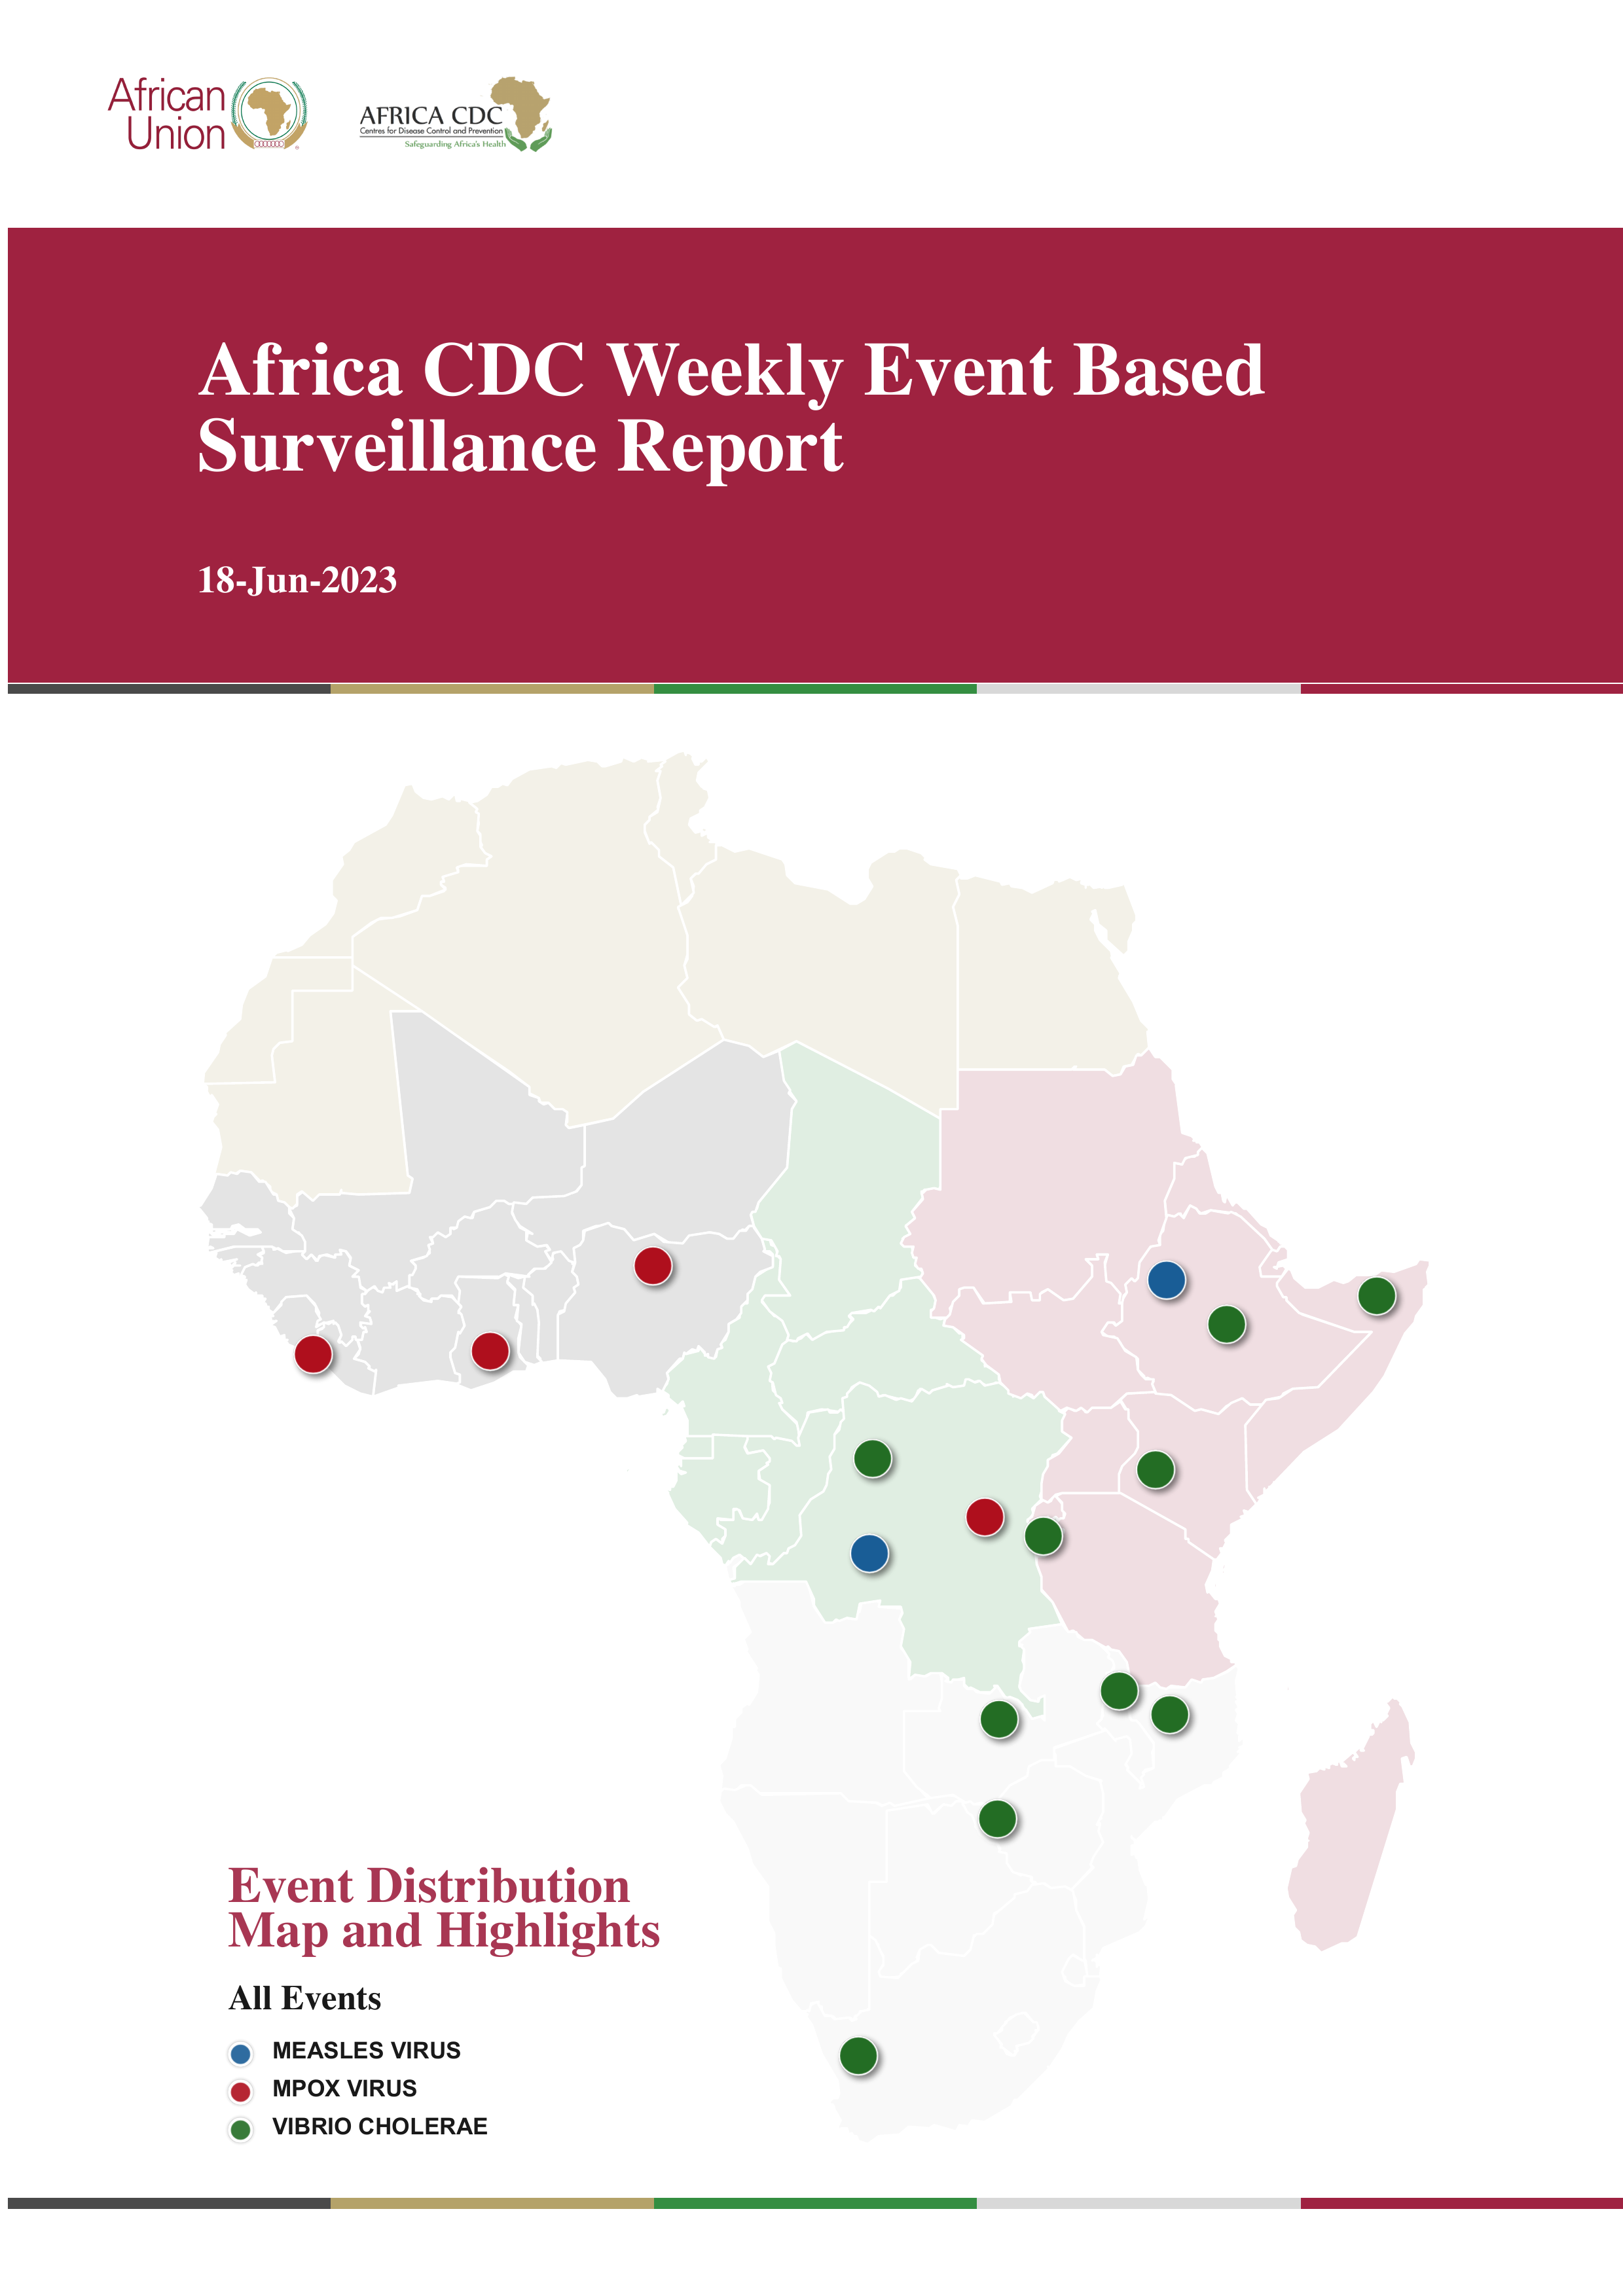 African
Union
AFRICA CDC
Centres for Disease Control and Prevention
Safeguarding Africa's Health
Africa CDC Weekly Event Based
Surveillance Report
18-Jun-2023
Event Distribution
Map and Highlights
All Events
MEASLES VIRUS
MPOX VIRUS
VIBRIO CHOLERAE